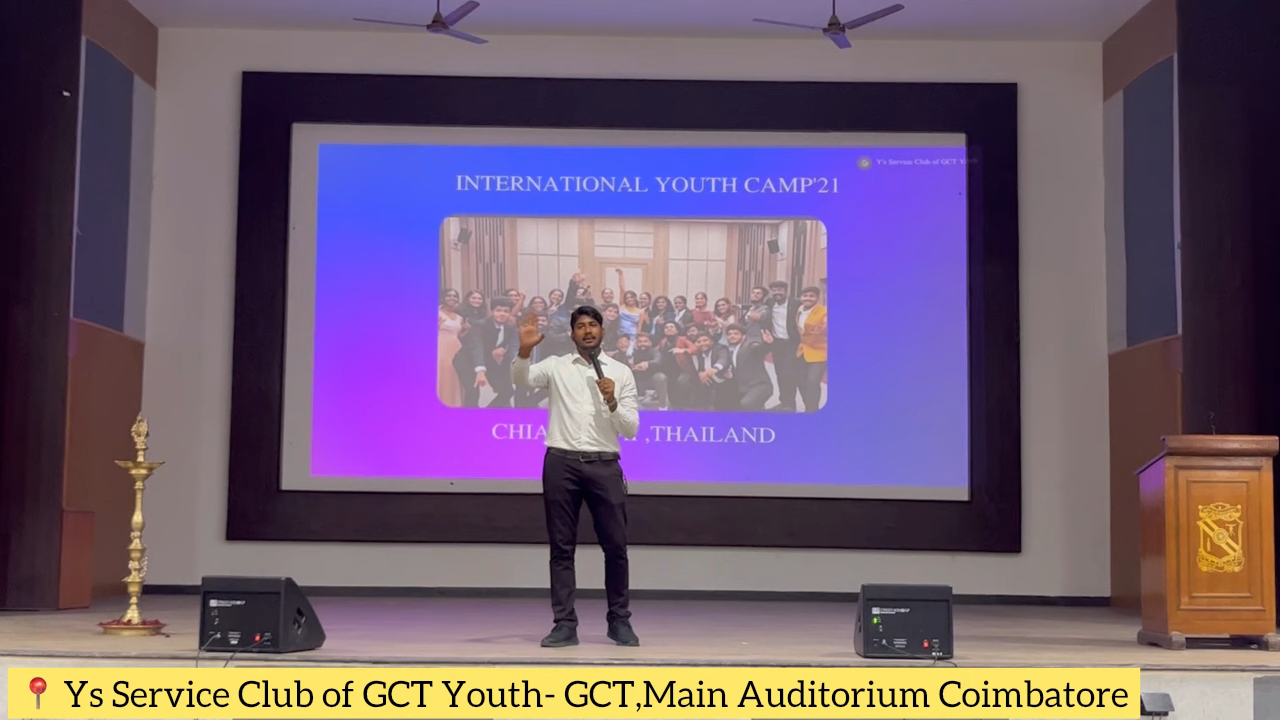 Y's Service Club of GCT Youth
INTERNATIONAL YOUTH CAMP'21
CHIA ,THAILAND
📍 Ys Service Club of GCT Youth- GCT,Main Auditorium Coimbatore